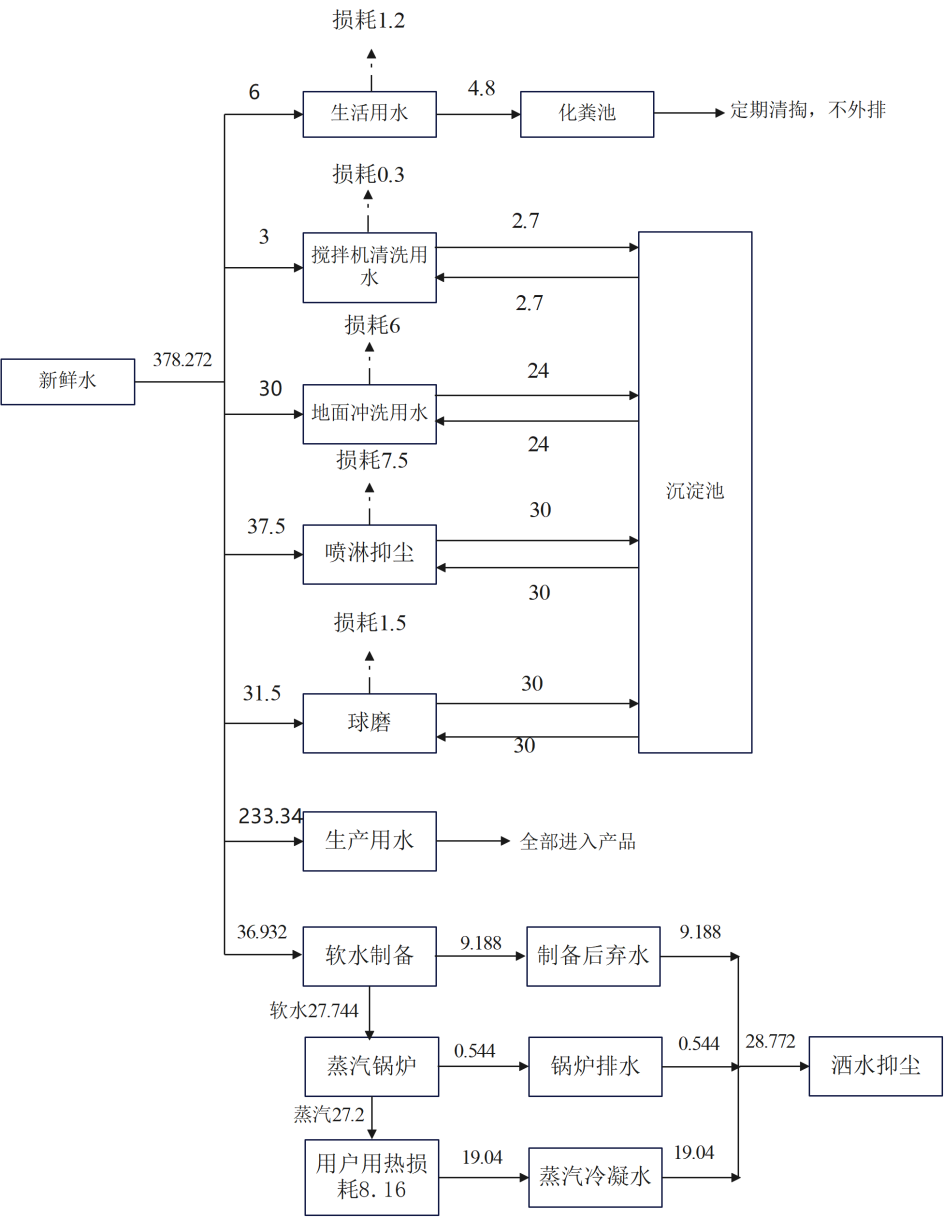 损耗1.2
6
生活用水
4.8
化粪池
定期清掏，不外排
损耗0.3
3
搅拌机清洗用
水
2.7
2.7
损耗6
新鲜水
378.272
30
地面冲洗用水
24
24
沉淀池
损耗7.5
37.5
喷淋抑尘
30
30
损耗1.5
31.5
球磨
30
30
233.34
生产用水
全部进入产品
36.932
软水制备
9.188
制备后弃水
9.188
软水27.744
蒸汽锅炉
0.544
锅炉排水
0.544
28.772
洒水抑尘
蒸汽27.2
用户用热损
耗8.16
19.04
蒸汽冷凝水
19.04